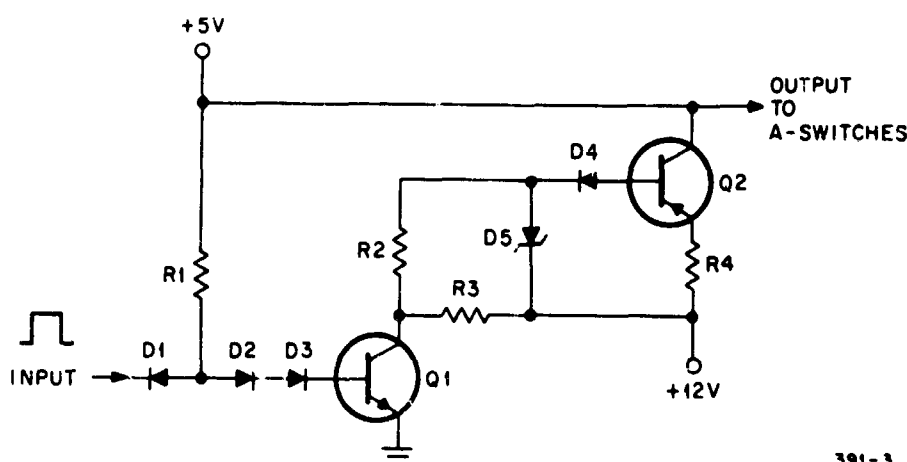 +5V
OUTPUT
TO
A-SWITCHES
D4
Q2
D5
R2
R4
R1
R3
D1
D2
D3
INPUT
Q1
+12V
391-3